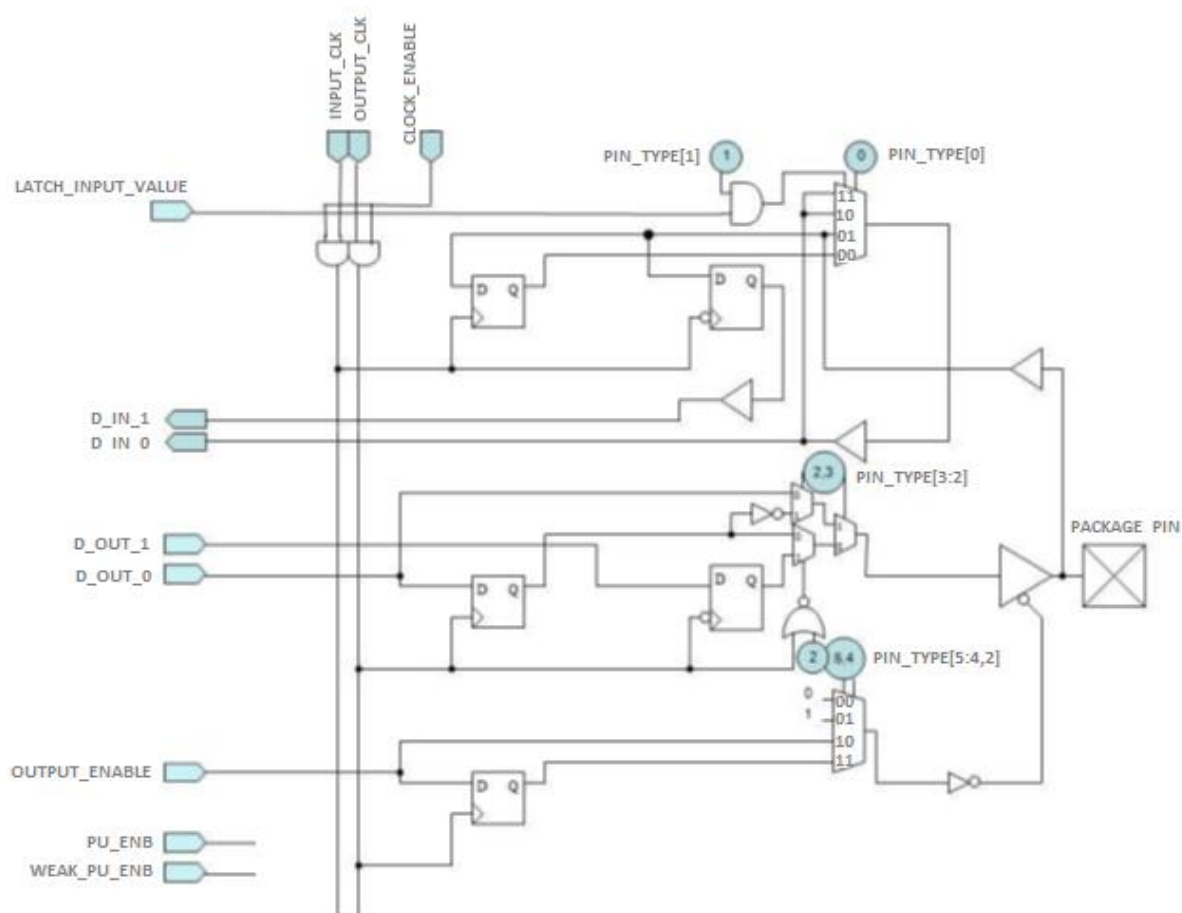 INPUT_CLK
OUTPUT_CLK
CLOCK_ENABLE
PIN_TYPE[1]
1
0
PIN_TYPE[0]
LATCH_INPUT_VALUE
11
10
01
00
D Q
D Q
D_IN_1
D IN 0
2,3
PIN_TYPE[3:2]
PACKAGE PIN
D_OUT_1
D_OUT_0
D Q
D Q
2
5,4
PIN_TYPE[5:4,2]
0
00
1
01
10
11
OUTPUT_ENABLE
D Q
PU_ENB
WEAK_PU_ENB